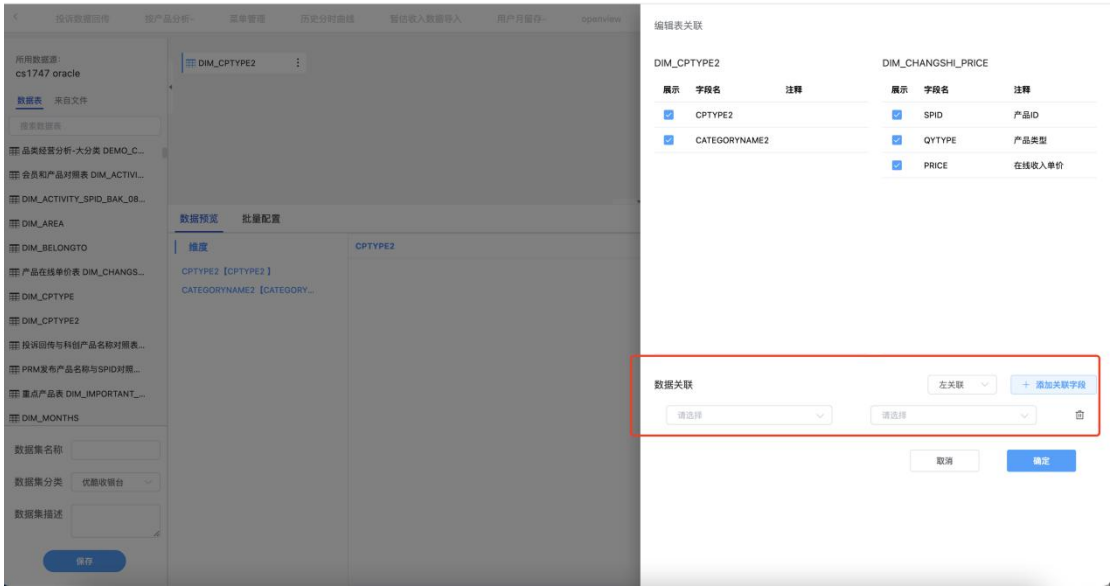 投诉数据回传 按产品分析 菜单管理 历史分时曲线 暂估收入数据导入 用户月留存 openview
所用数据源:
cs1747 oracle
数据表 来自文件
搜索数据表
品类经营分析-大分类 DEMO_C...
会员和产品对照表 DIM_ACTIVI...
DIM_ACTIVITY_SPID_BAK_08...
DIM_AREA
DIM_BELONGTO
产品在线单价表 DIM_CHANGS...
DIM_CPTYPE
DIM_CPTYPE2
投诉回传与科创产品名称对照表...
PRM发布产品名称与SPID对照...
重点产品表 DIM_IMPORTANT_...
DIM_MONTHS
数据集名称
数据集分类 优酷收银台
数据集描述
保存
DIM_CPTYPE2
数据预览 批量配置
维度 CPTYPE2
CPTYPE2【CPTYPE2 】
CATEGORYNAME2【CATEGORY...
编辑表关联
DIM_CPTYPE2
展示 字段名 注释
CPTYPE2
CATEGORYNAME2
DIM_CHANGSHI_PRICE
展示 字段名 注释
SPID 产品ID
QYTYPE 产品类型
PRICE 在线收入单价
数据关联 左关联 + 添加关联字段
请选择 请选择
取消 确定